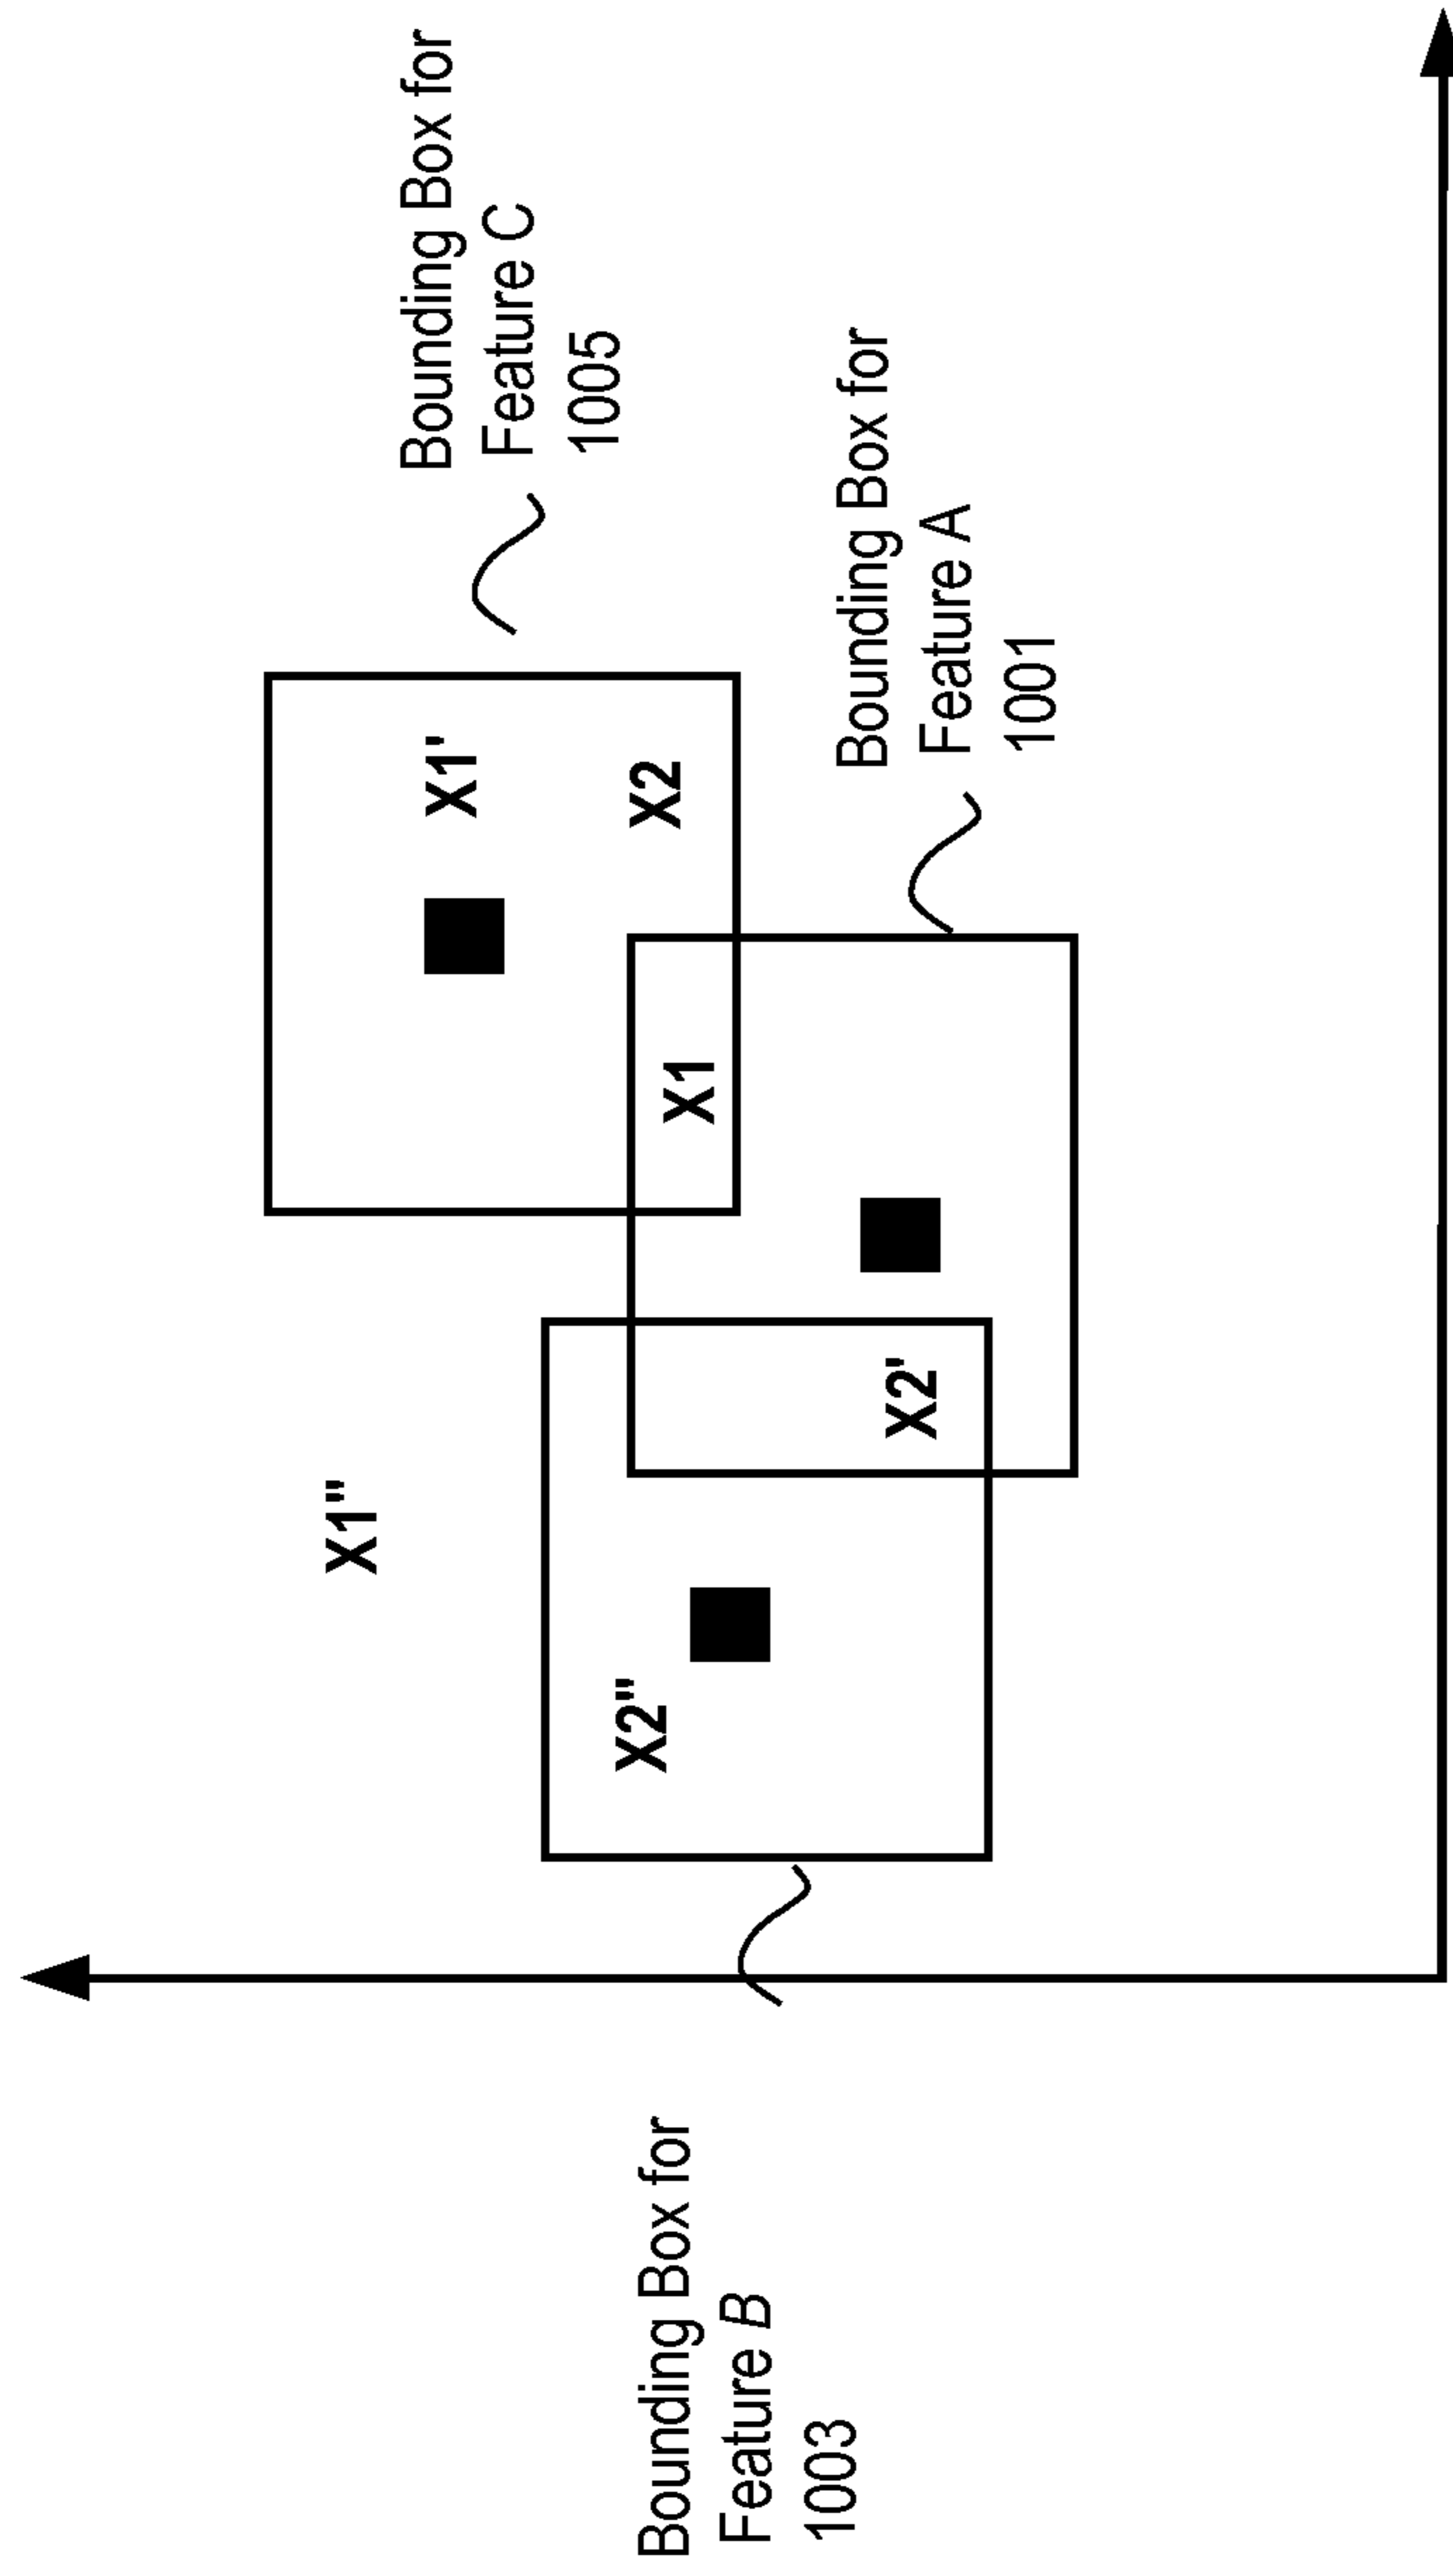 Bounding Box for
Feature B
1003
X1"
X2"
X2'
X1
X1'
X2
Bounding Box for
Feature C
1005
Bounding Box for
Feature A
1001